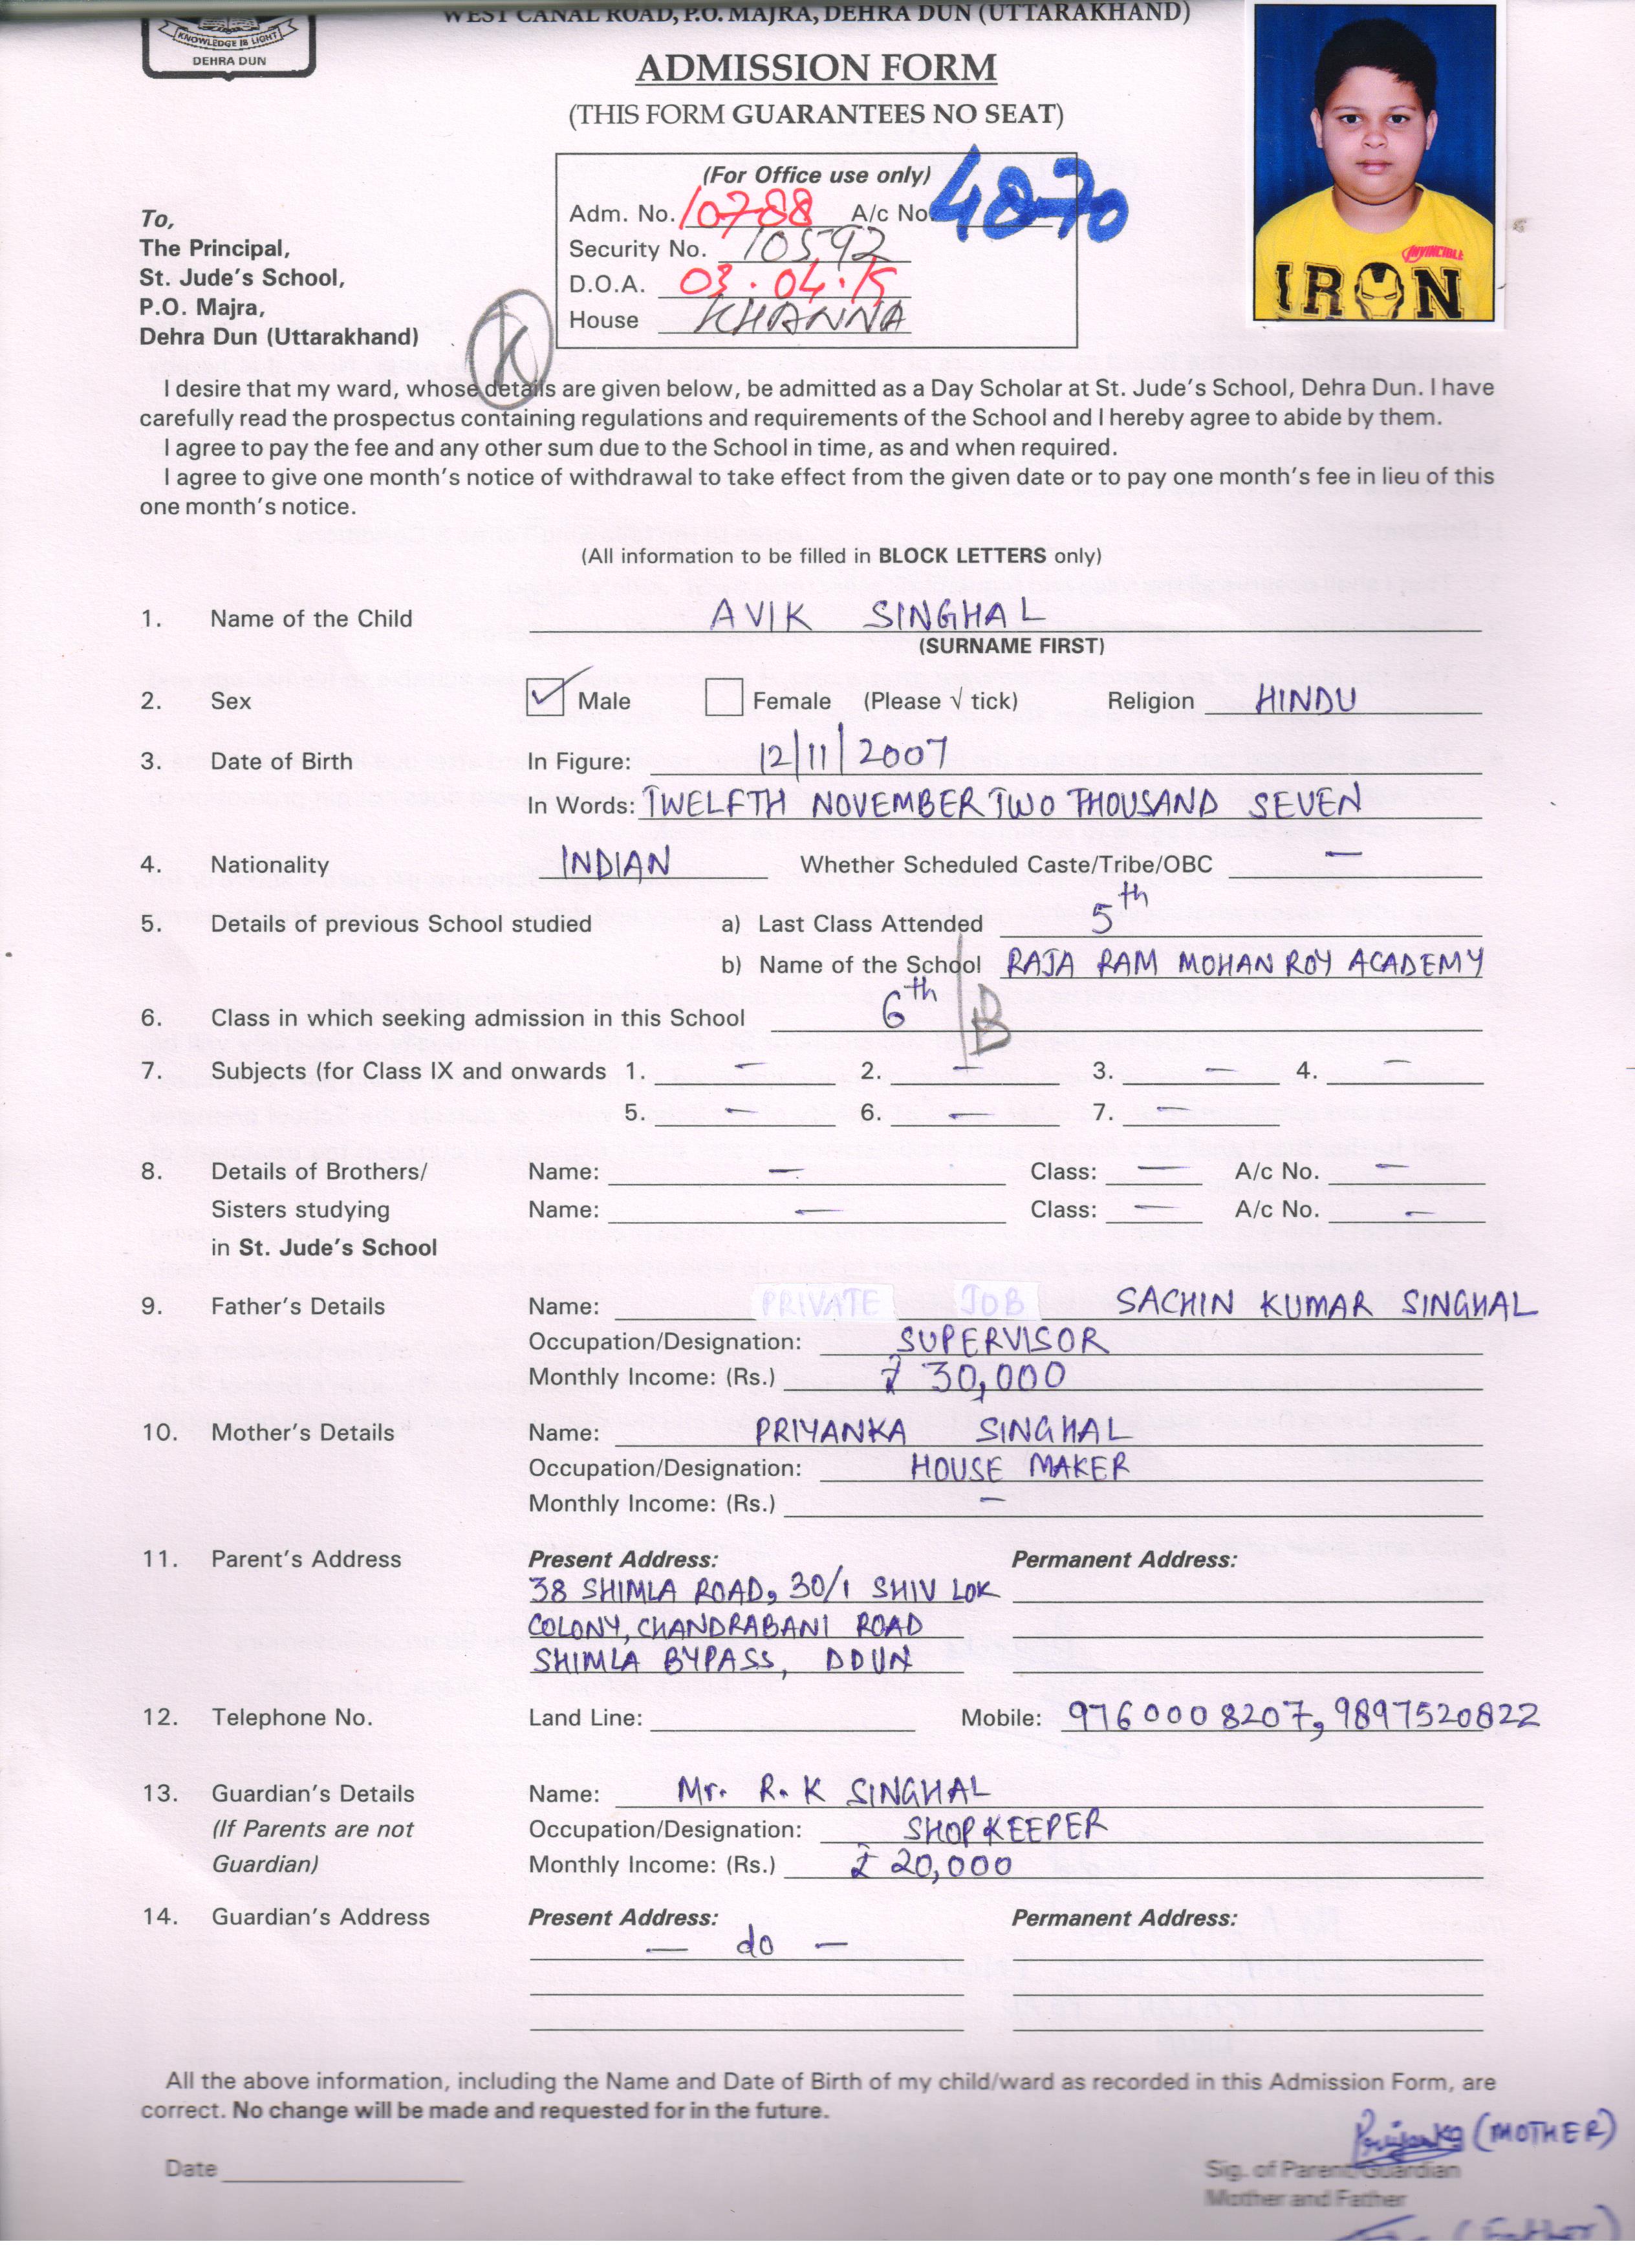 WEST CANAL ROAD, P.O. MAJRA, DEHRA DUN (UTTARAKHAND)
KNOWLEDGE IS LIGHT
DEHRA DUN
ADMISSION FORM
(THIS FORM GUARANTEES NO SEAT)
(For Office use only)
Adm. No. 10788 A/c No. 4870
Security No. 10592
D.O.A. 03.04.15
House KHANNA
K
INVINCIBLE
IRON
To,
The Principal,
St. Jude's School,
P.O. Majra,
Dehra Dun (Uttarakhand)
I desire that my ward, whose details are given below, be admitted as a Day Scholar at St. Jude's School, Dehra Dun. I have
carefully read the prospectus containing regulations and requirements of the School and I hereby agree to abide by them.
I agree to pay the fee and any other sum due to the School in time, as and when required.
I agree to give one month's notice of withdrawal to take effect from the given date or to pay one month's fee in lieu of this
one month's notice.
(All information to be filled in BLOCK LETTERS only)
1. Name of the Child AVIK SINGHAL
(SURNAME FIRST)
2. Sex ✓ Male Female (Please √ tick) Religion HINDU
3. Date of Birth In Figure: 12/11/2007
In Words: TWELFTH NOVEMBER TWO THOUSAND SEVEN
4. Nationality INDIAN Whether Scheduled Caste/Tribe/OBC —
5. Details of previous School studied a) Last Class Attended 5th
b) Name of the School RAJA RAM MOHAN ROY ACADEMY
6. Class in which seeking admission in this School 6th B
7. Subjects (for Class IX and onwards 1. — 2. — 3. — 4. —
5. — 6. — 7. —
8. Details of Brothers/ Name: — Class: — A/c No. —
Sisters studying Name: — Class: — A/c No. —
in St. Jude's School
9. Father's Details Name: PRIVATE JOB SACHIN KUMAR SINGHAL
Occupation/Designation: SUPERVISOR
Monthly Income: (Rs.) ₹ 30,000
10. Mother's Details Name: PRIYANKA SINGHAL
Occupation/Designation: HOUSE MAKER
Monthly Income: (Rs.) —
11. Parent's Address Present Address: Permanent Address:
38 SHIMLA ROAD, 30/1 SHIV LOK
COLONY, CHANDRABANI ROAD
SHIMLA BYPASS, DDUN
12. Telephone No. Land Line: Mobile: 9760008207, 9897520822
13. Guardian's Details Name: Mr. R. K SINGHAL
(If Parents are not Occupation/Designation: SHOPKEEPER
Guardian) Monthly Income: (Rs.) ₹ 20,000
14. Guardian's Address Present Address: Permanent Address:
— do —
All the above information, including the Name and Date of Birth of my child/ward as recorded in this Admission Form, are
correct. No change will be made and requested for in the future.
Priyanka (MOTHER)
Date Sig. of Parent/Guardian
Mother and Father
(Father)